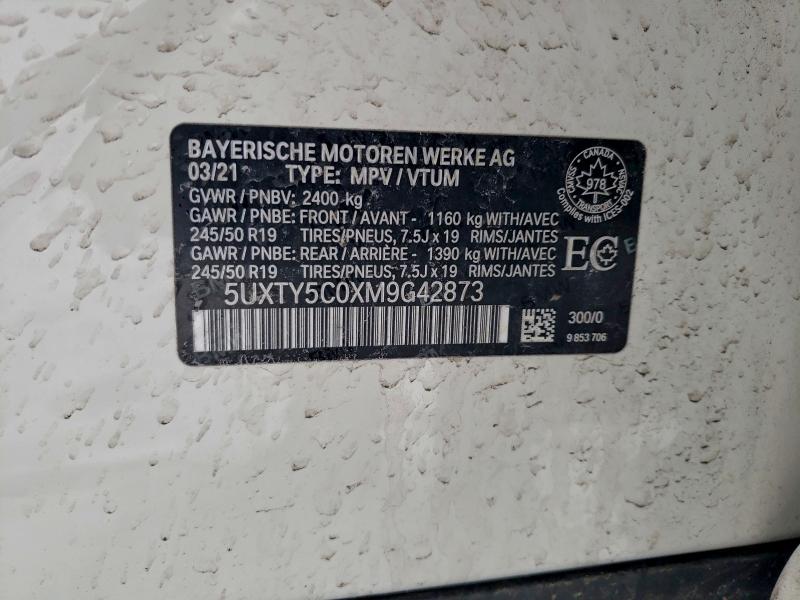 BAYERISCHE MOTOREN WERKE AG
03/21 TYPE: MPV / VTUM
GVWR / PNBV: 2400 kg
GAWR / PNBE: FRONT / AVANT - 1160 kg WITH/AVEC
245/50 R19 TIRES/PNEUS, 7.5J x 19 RIMS/JANTES
GAWR / PNBE: REAR / ARRIÈRE - 1390 kg WITH/AVEC
245/50 R19 TIRES/PNEUS, 7.5J x 19 RIMS/JANTES
5UXTY5C0XM9G42873
CANADA
SMVAC
NSVAC
978
TRANSPORT
Complies with ICES-002
EC
300/0
9 853 706